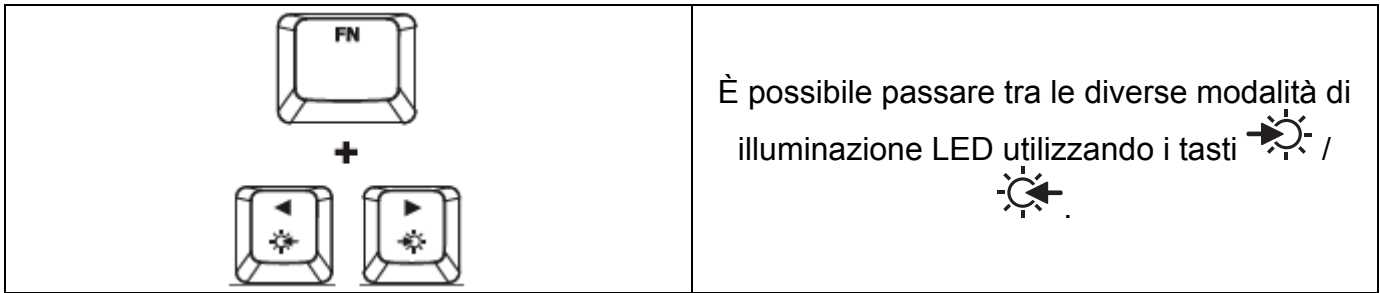 FN
+
È possibile passare tra le diverse modalità di
illuminazione LED utilizzando i tasti /
.